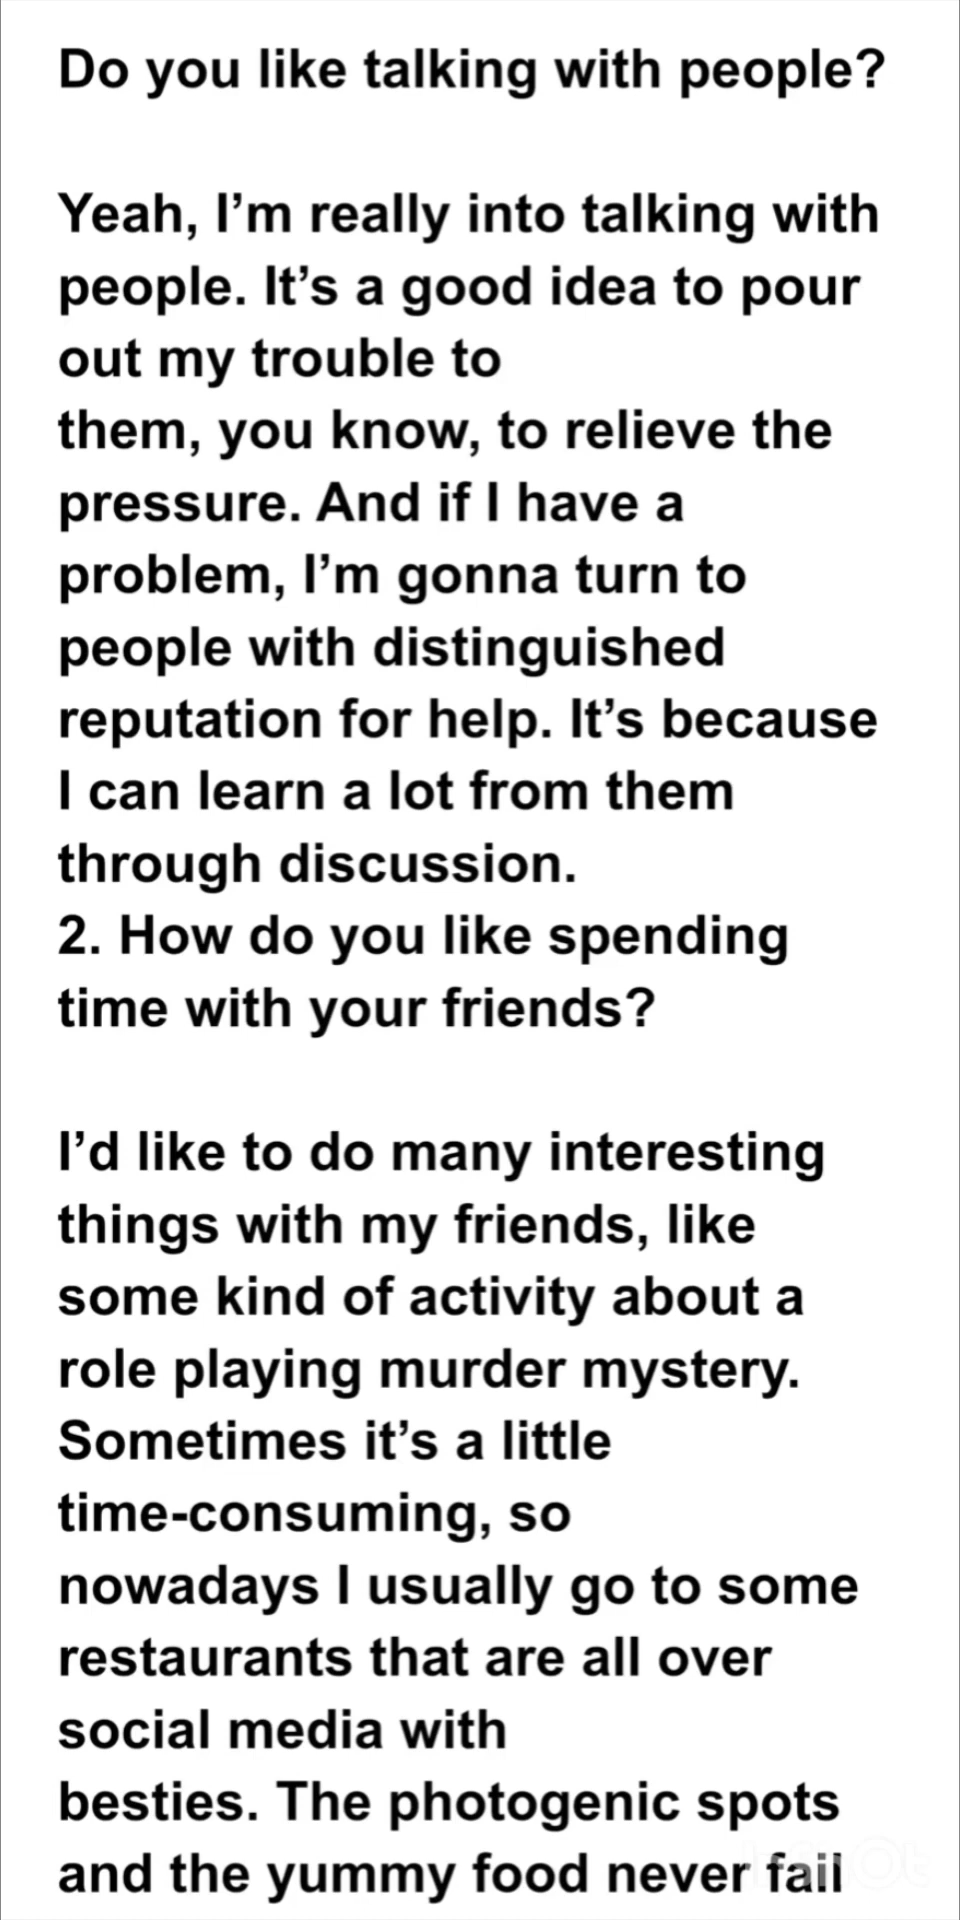 Do you like talking with people?
Yeah, I’m really into talking with
people. It’s a good idea to pour
out my trouble to
them, you know, to relieve the
pressure. And if I have a
problem, I’m gonna turn to
people with distinguished
reputation for help. It’s because
I can learn a lot from them
through discussion.
2. How do you like spending
time with your friends?
I’d like to do many interesting
things with my friends, like
some kind of activity about a
role playing murder mystery.
Sometimes it’s a little
time-consuming, so
nowadays I usually go to some
restaurants that are all over
social media with
besties. The photogenic spots
and the yummy food never fail